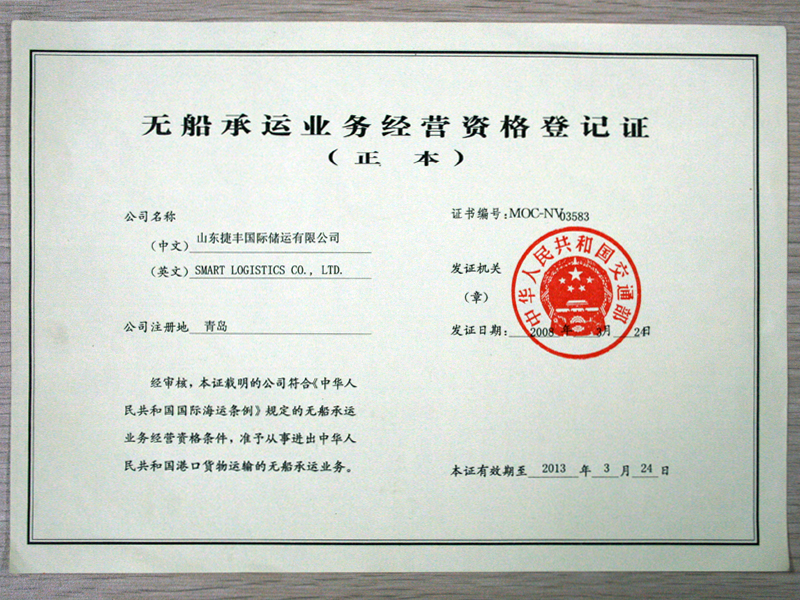 无船承运业务经营资格登记证
（正 本）
公司名称
（中文）山东捷丰国际储运有限公司
（英文）SMART LOGISTICS CO., LTD.
公司注册地 青岛
经审核，本证载明的公司符合《中华人
民共和国国际海运条例》规定的无船承运
业务经营资格条件，准予从事进出中华人
民共和国港口货物运输的无船承运业务。
证书编号：MOC-NV03583
发证机关
（章）
中华人民共和国交通部
发证日期：2008 年 3月 24日
本证有效期至 2013 年 3 月 24 日